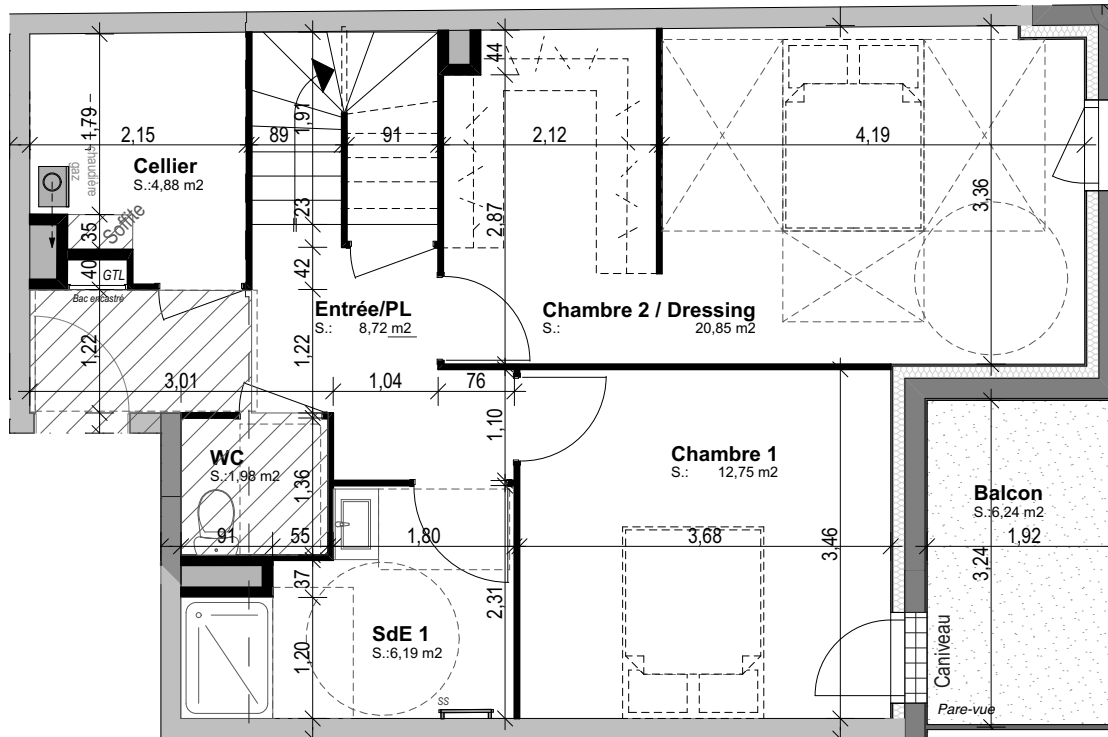 44
1,79
2,15
89
1,91
91
2,12
4,19
Cellier
S.:4,88 m2
gaz
chaudière
3,36
35
Soffite
23
2,87
40
GTL
42
Bac encastré
Entrée/PL
S.: 8,72 m2
Chambre 2 / Dressing
S.: 20,85 m2
1,22
1,22
3,01
1,04
76
1,10
WC
S.:1,98 m2
1,36
Chambre 1
S.: 12,75 m2
Balcon
S.:6,24 m2
91
55
1,80
3,68
3,46
1,92
3,24
37
2,31
SdE 1
S.:6,19 m2
1,20
Caniveau
SS
Pare-vue